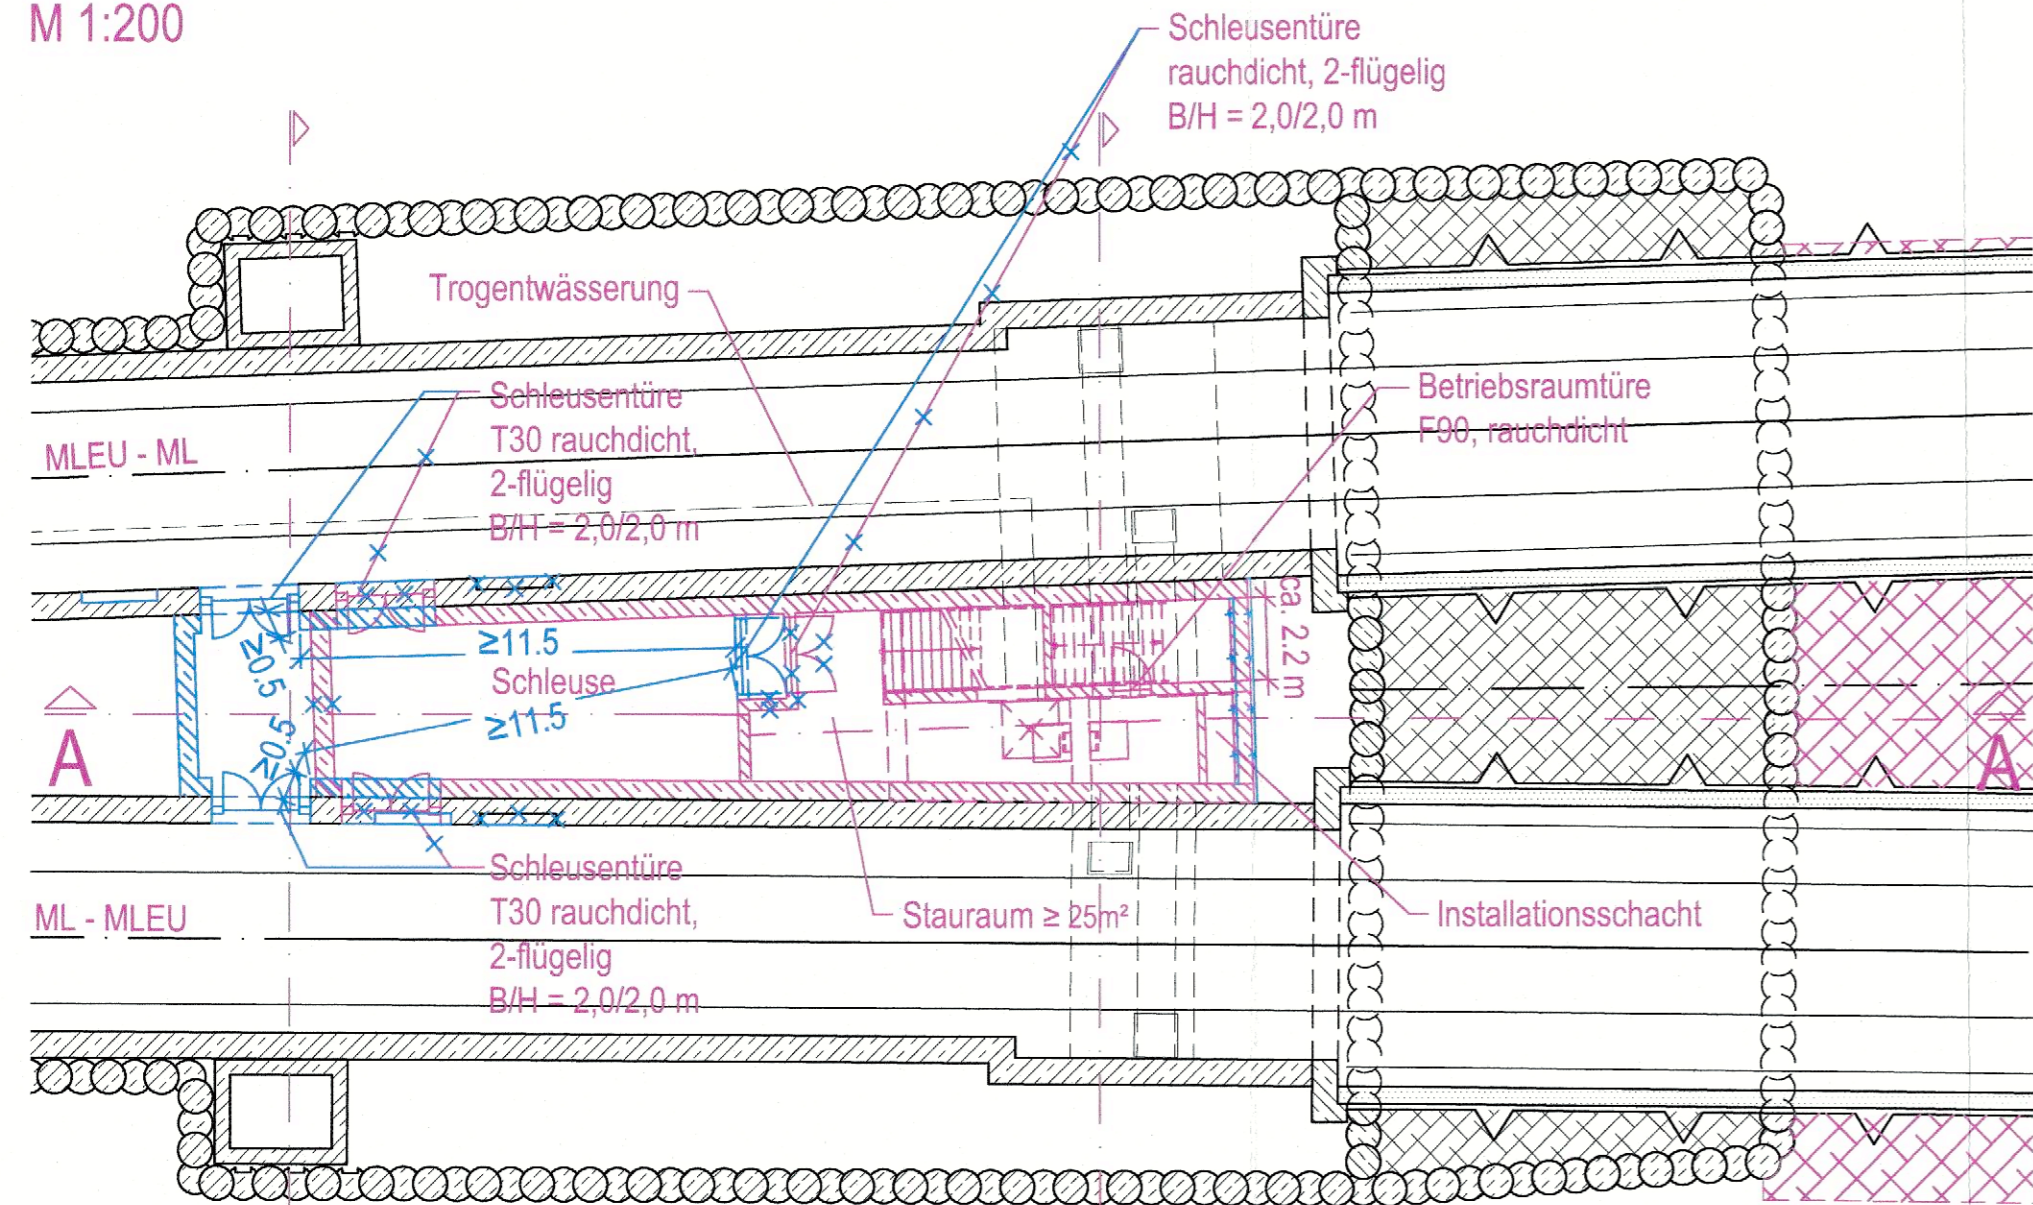 M 1:200
Schleusentüre
rauchdicht, 2-flügelig
B/H = 2,0/2,0 m
Trogentwässerung
Schleusentüre
T30 rauchdicht,
2-flügelig
B/H = 2,0/2,0 m
Betriebsraumtüre
F90, rauchdicht
MLEU - ML
≥11.5
Schleuse
≥11.5
≥0.5
≥0.5
ca. 2.2 m
A
A
Schleusentüre
T30 rauchdicht,
2-flügelig
B/H = 2,0/2,0 m
ML - MLEU
Stauraum ≥ 25m²
Installationsschacht